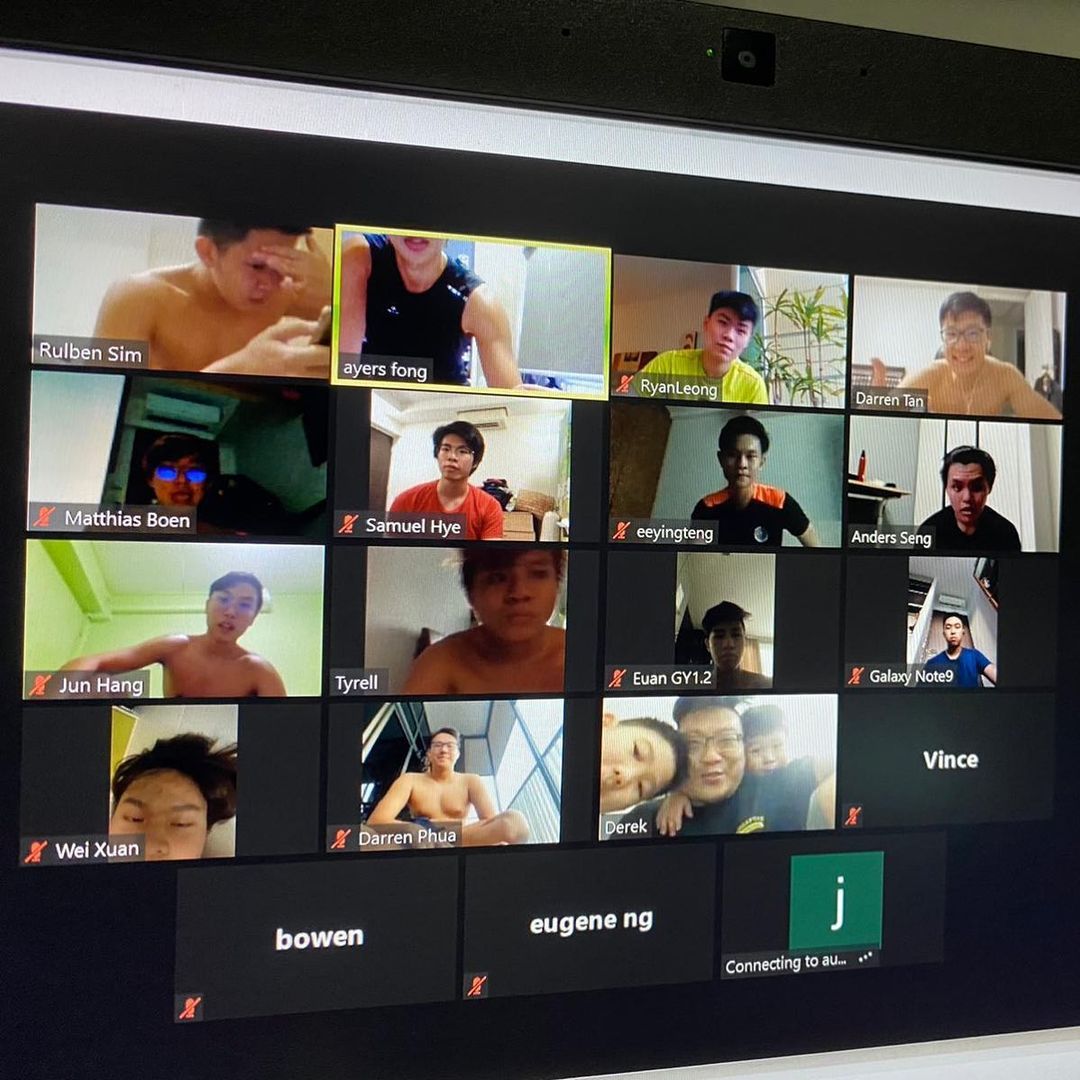 Rulben Sim
ayers fong
RyanLeong
Darren Tan
Matthias Boen
Samuel Hye
eeyingteng
Anders Seng
Jun Hang
Tyrell
Euan GY1.2
Galaxy Note9
Wei Xuan
Darren Phua
Derek
Vince
bowen
eugene ng
j
Connecting to au...